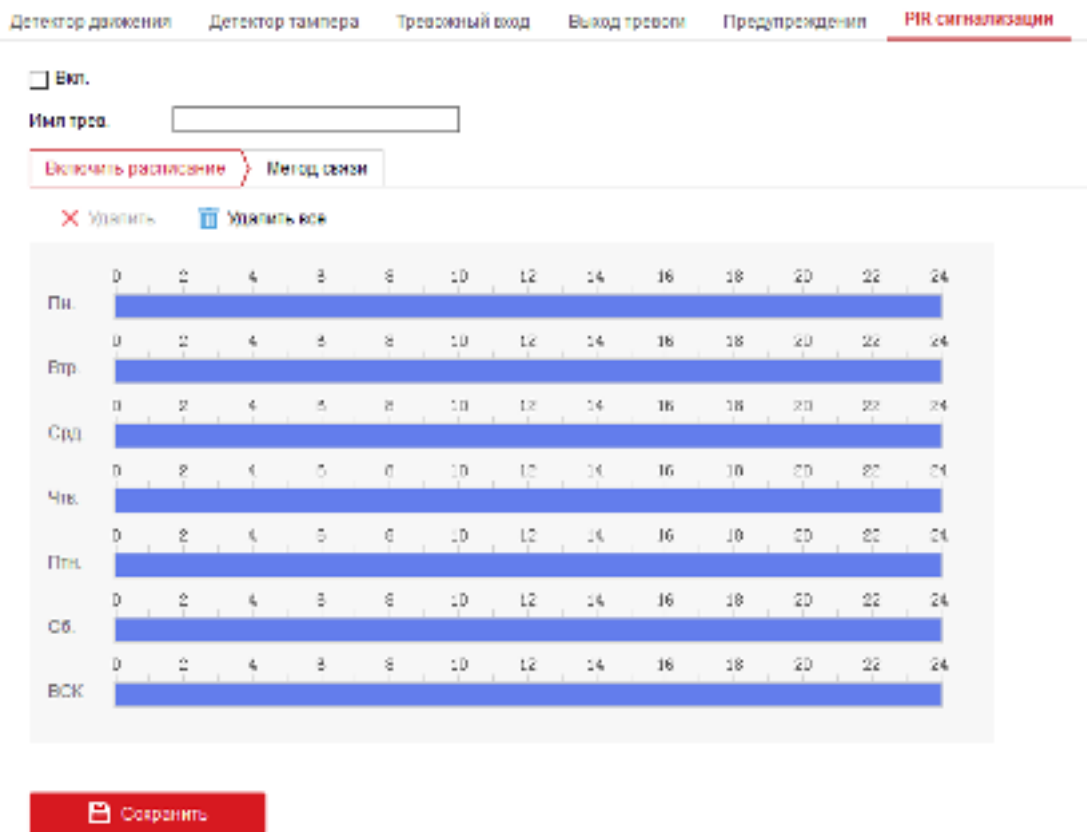 Детектор движения Детектор тампера Тревожный вход Выход тревоги Предупреждения PIR сигнализации
Вкл.
Имя трев.
Включить расписание Метод связи
Удалить Удалить все
0 2 4 6 8 10 12 14 16 18 20 22 24
Пн.
0 2 4 6 8 10 12 14 16 18 20 22 24
Втр.
0 2 4 6 8 10 12 14 16 18 20 22 24
Срд
0 2 4 6 8 10 12 14 16 18 20 22 24
Чтв.
0 2 4 6 8 10 12 14 16 18 20 22 24
Птн.
0 2 4 6 8 10 12 14 16 18 20 22 24
Сб.
0 2 4 6 8 10 12 14 16 18 20 22 24
ВСК
Сохранить